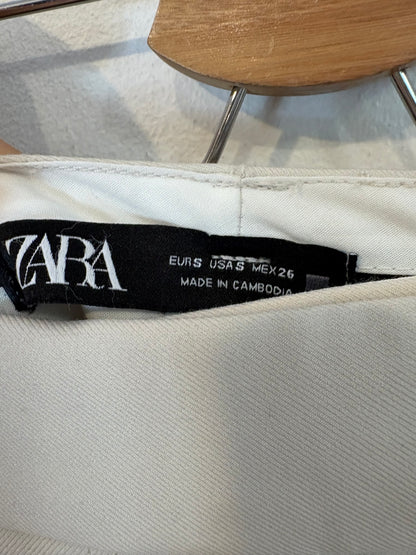 ZARA
EUR S USA S MEX 26
MADE IN CAMBODIA